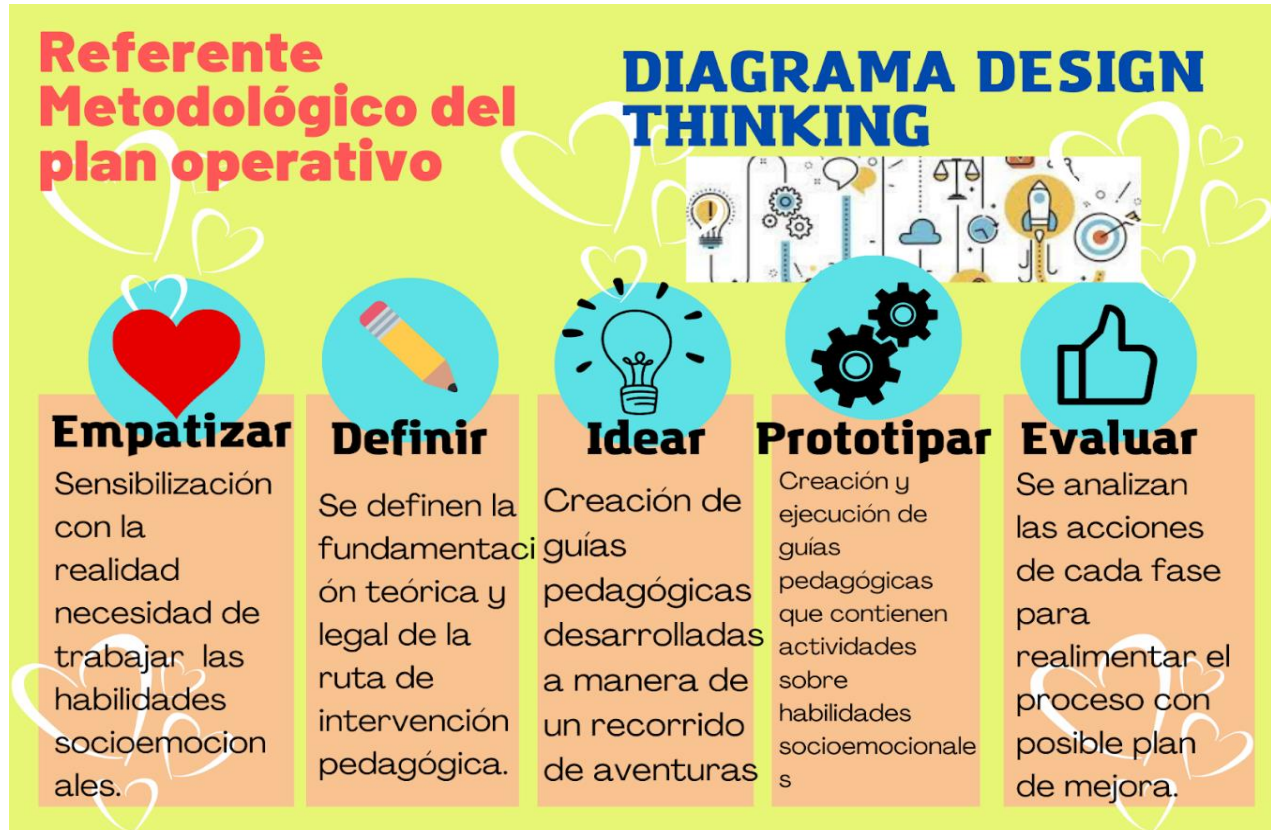 Referente
Metodológico del
plan operativo
DIAGRAMA DESIGN
THINKING
Empatizar
Sensibilización
con la
realidad
necesidad de
trabajar las
habilidades
socioemocion
ales.
Definir
Se definen la
fundamentaci
ón teórica y
legal de la
ruta de
intervención
pedagógica.
Idear
Creación de
guías
pedagógicas
desarrolladas
a manera de
un recorrido
de aventuras
Prototipar
Creación y
ejecución de
guías
pedagógicas
que contienen
actividades
sobre
habilidades
socioemocionale
s
Evaluar
Se analizan
las acciones
de cada fase
para
realimentar el
proceso con
posible plan
de mejora.